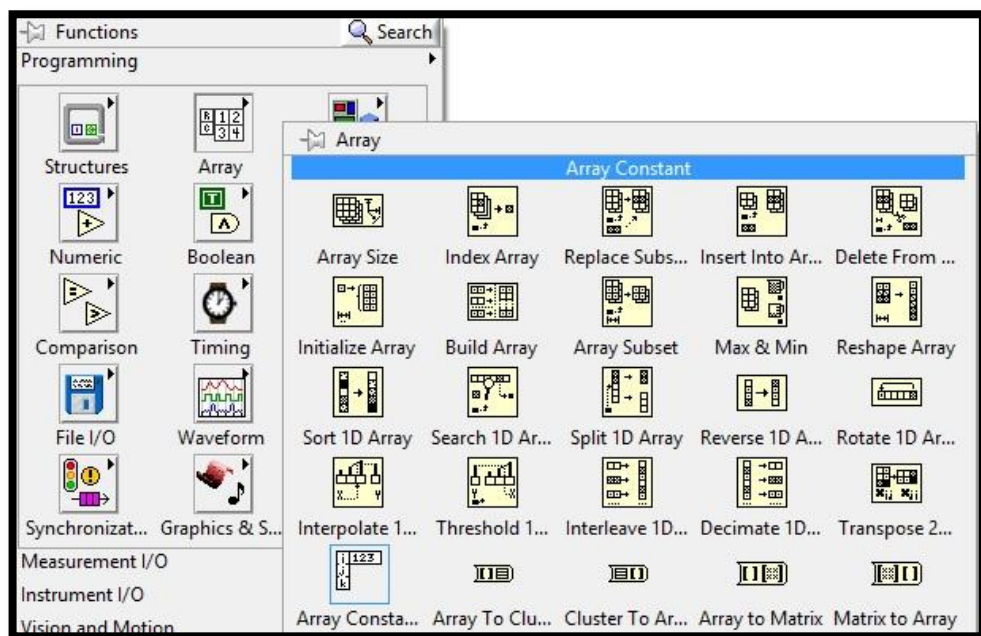 Functions
Search
Programming
Structures
Array
Numeric
Boolean
Comparison
Timing
File I/O
Waveform
Synchronizat...
Graphics & S...
Measurement I/O
Instrument I/O
Vision and Motion
Array
Array Constant
Array Size
Index Array
Replace Subs...
Insert Into Ar...
Delete From ...
Initialize Array
Build Array
Array Subset
Max & Min
Reshape Array
Sort 1D Array
Search 1D Ar...
Split 1D Array
Reverse 1D A...
Rotate 1D Ar...
Interpolate 1...
Threshold 1...
Interleave 1D...
Decimate 1D...
Transpose 2...
Array Consta...
Array To Clu...
Cluster To Ar...
Array to Matrix
Matrix to Array